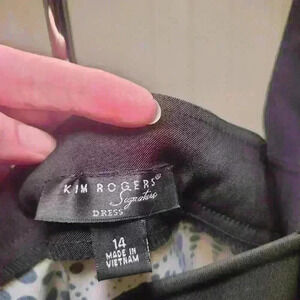 KIM ROGERS®
Signature
DRESS
14
MADE IN
VIETNAM